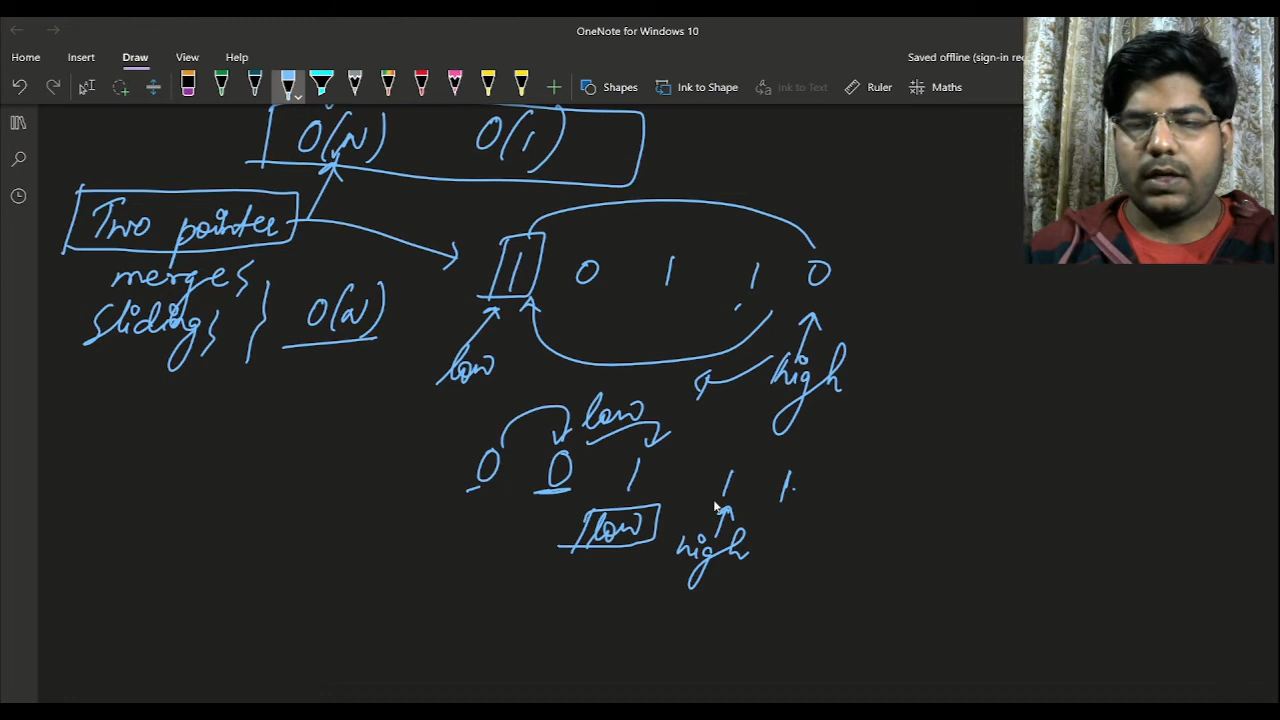 OneNote for Windows 10
Home Insert Draw View Help
Saved offline (sign-in rec
Shapes Ink to Shape Ink to Text Ruler Maths
O(N) O(1)
Two pointer
merges
sliding
O(N)
1 0 1 1 0
low
high
low
0 0 1 1 1
low
high